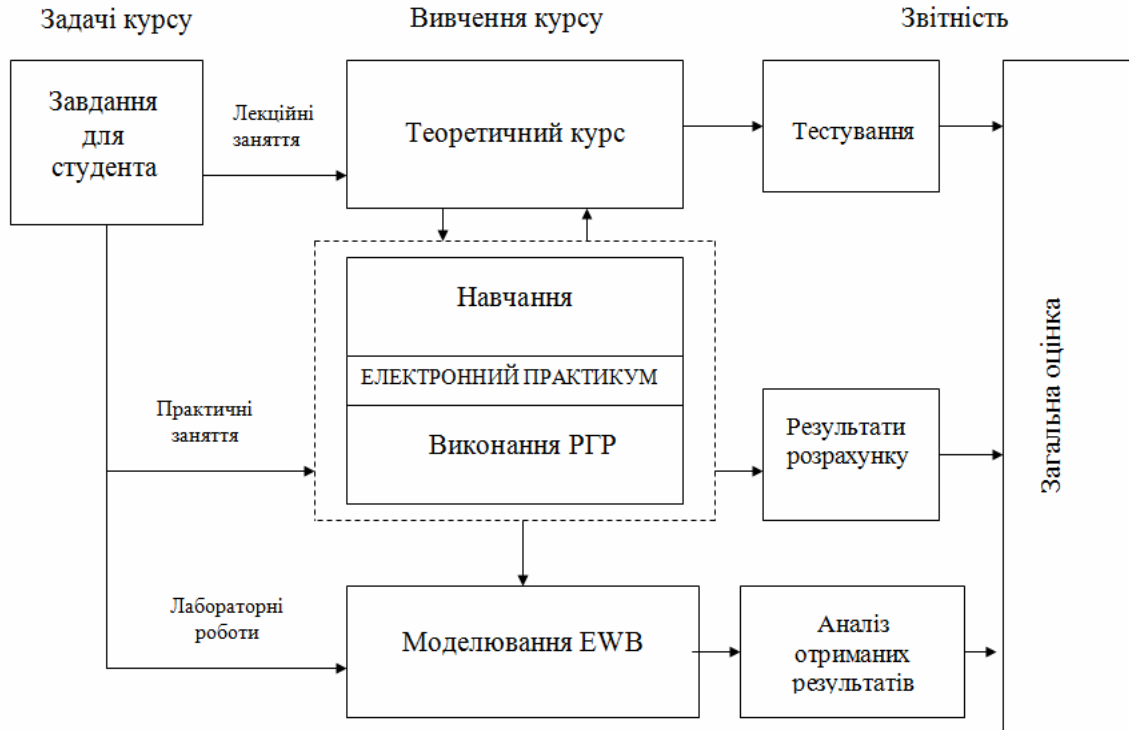 Задачі курсу
Вивчення курсу
Звітність
Завдання
для
студента
Лекційні
заняття
Теоретичний курс
Тестування
Навчання
ЕЛЕКТРОННИЙ ПРАКТИКУМ
Виконання РГР
Практичні
заняття
Результати
розрахунку
Загальна оцінка
Лабораторні
роботи
Моделювання EWB
Аналіз
отриманих
результатів